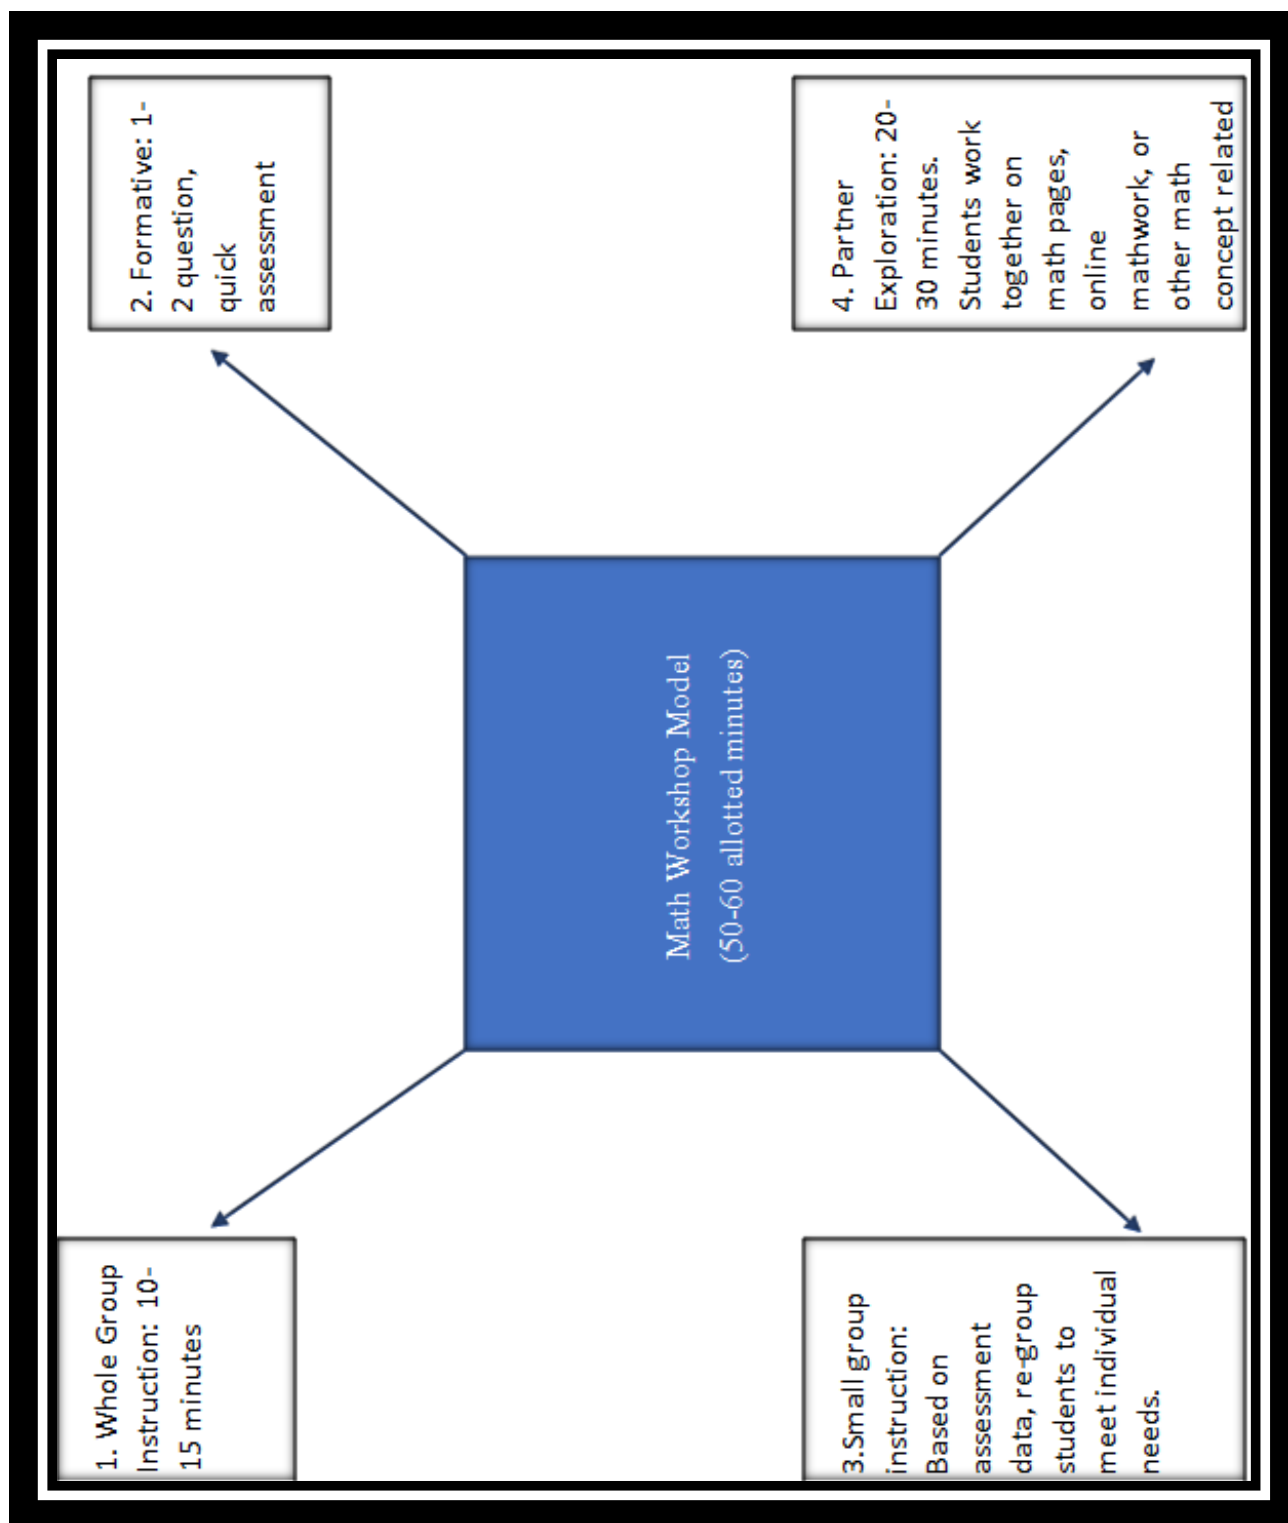 1. Whole Group
Instruction: 10-
15 minutes
2. Formative: 1-
2 question,
quick
assessment
Math Workshop Model
(50-60 allotted minutes)
3.Small group
instruction:
Based on
assessment
data, re-group
students to
meet individual
needs.
4. Partner
Exploration: 20-
30 minutes.
Students work
together on
math pages,
online
mathwork, or
other math
concept related